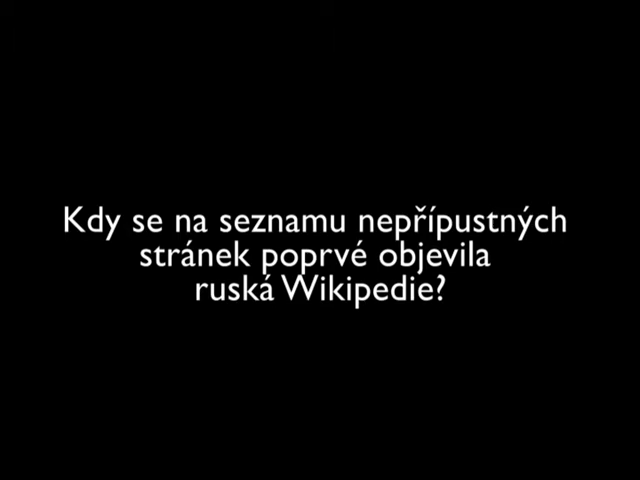 Kdy se na seznamu nepřípustných
stránek poprvé objevila
ruská Wikipedie?